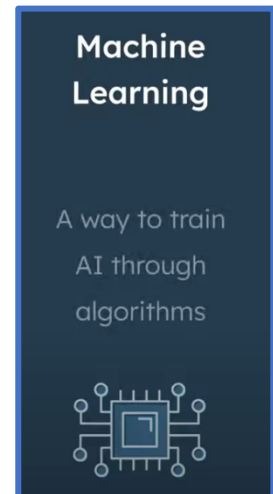 Machine
Learning
A way to train
AI through
algorithms